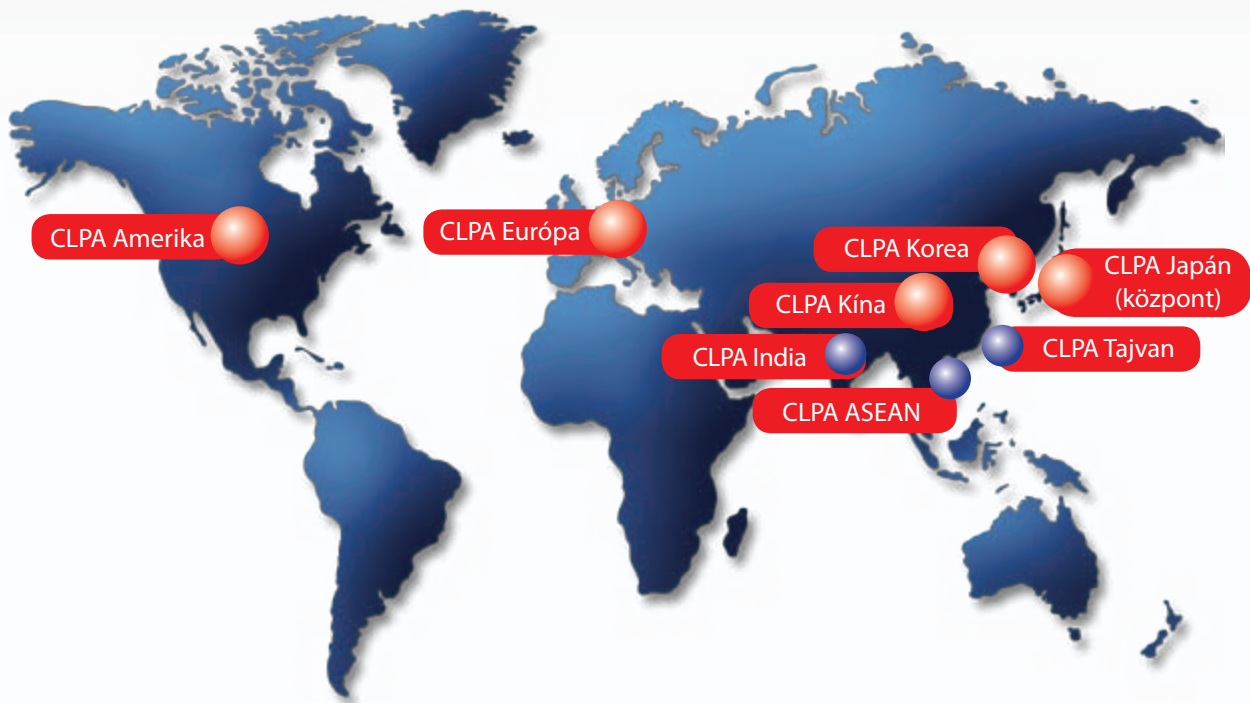 CLPA Amerika
CLPA Európa
CLPA Korea
CLPA Japán
(központ)
CLPA Kína
CLPA India
CLPA Tajvan
CLPA ASEAN